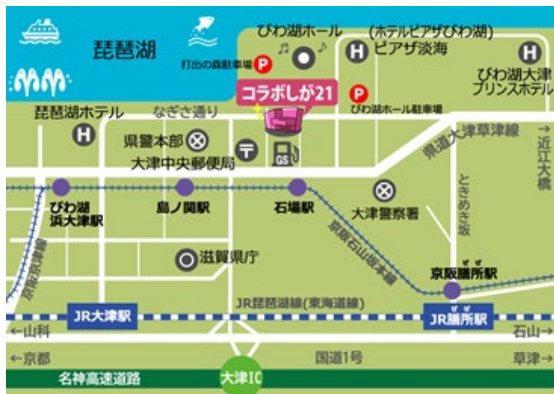 琵琶湖
びわ湖ホール
(ホテルピアザびわ湖)
ピアザ淡海
打出の森駐車場
P
H
H
びわ湖大津
プリンスホテル
コラボしが21
P
びわ湖ホール駐車場
琵琶湖ホテル
なぎさ通り
H
県警本部
大津中央郵便局
GS
県道大津草津線
→近江大橋
ときめき坂
びわ湖
浜大津駅
島ノ関駅
石場駅
大津警察署
京阪京津線
滋賀県庁
京阪石山坂本線
京阪膳所駅
ぜぜ
JR大津駅
JR琵琶湖線(東海道線)
JR膳所駅
ぜぜ
←山科
石山→
←京都
国道1号
草津→
名神高速道路
大津IC